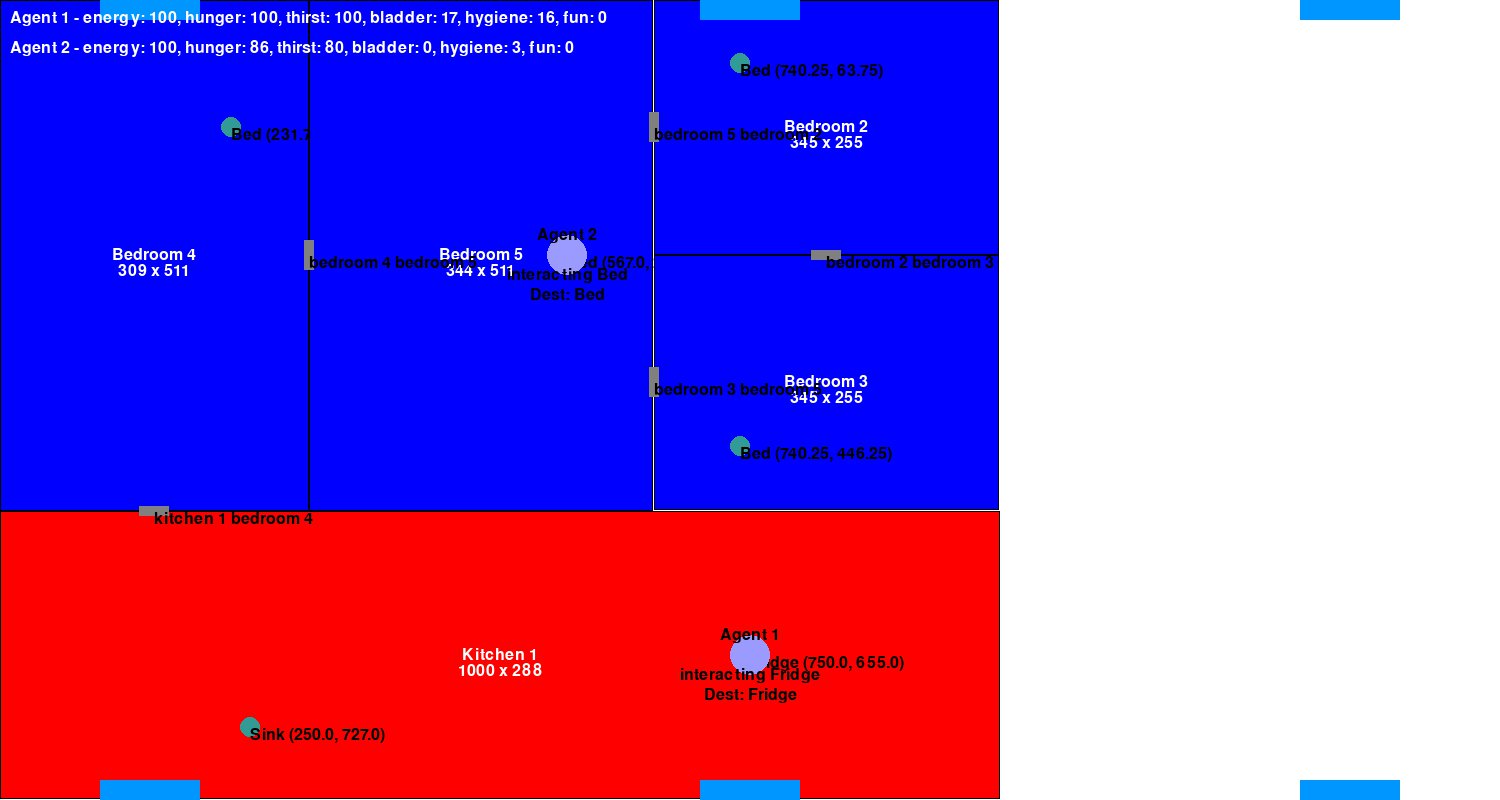 Agent 1 - energy: 100, hunger: 100, thirst: 100, bladder: 17, hygiene: 16, fun: 0
Agent 2 - energy: 100, hunger: 86, thirst: 80, bladder: 0, hygiene: 3, fun: 0
Bed (740.25, 63.75)
Bed (231.7
bedroom 5 bedroom 2
Bedroom 2
345 x 255
Agent 2
Bedroom 4
309 x 511
Bedroom 5
344 x 511
bedroom 4 bedroom 5
d (567.0,
bedroom 2 bedroom 3
interacting Bed
Dest: Bed
Bedroom 3
345 x 255
bedroom 3 bedroom
Bed (740.25, 446.25)
kitchen 1 bedroom 4
Agent 1
Kitchen 1
1000 x 288
dge (750.0, 655.0)
interacting Fridge
Dest: Fridge
Sink (250.0, 727.0)